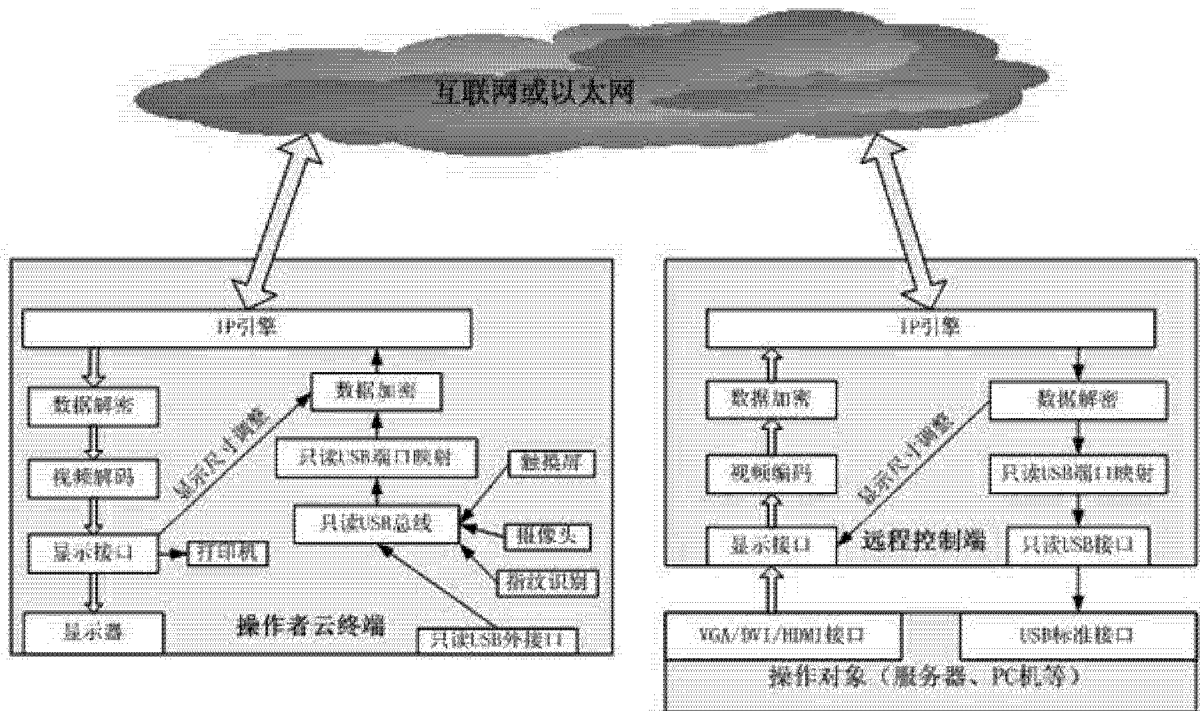 互联网或以太网
IP引擎
数据解密
视频解码
显示接口
打印机
显示器
显示尺寸调整
数据加密
只读USB端口映射
只读USB总线
触摸屏
摄像头
指纹识别
只读USB外接口
操作者云终端
IP引擎
数据加密
视频编码
显示接口
显示尺寸调整
数据解密
只读USB端口映射
只读USB接口
远程控制端
VGA/DVI/HDMI接口
USB标准接口
操作对象（服务器、PC机等）